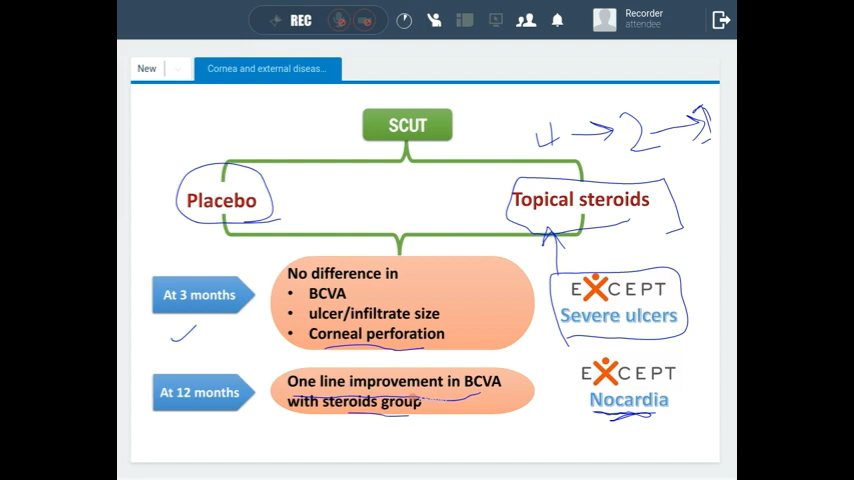 REC
Recorder
attendee
New
Cornea and external diseas...
SCUT
4 → 2 →
Placebo
Topical steroids
At 3 months
No difference in
• BCVA
• ulcer/infiltrate size
• Corneal perforation
EXCEPT
Severe ulcers
At 12 months
One line improvement in BCVA
with steroids group
EXCEPT
Nocardia